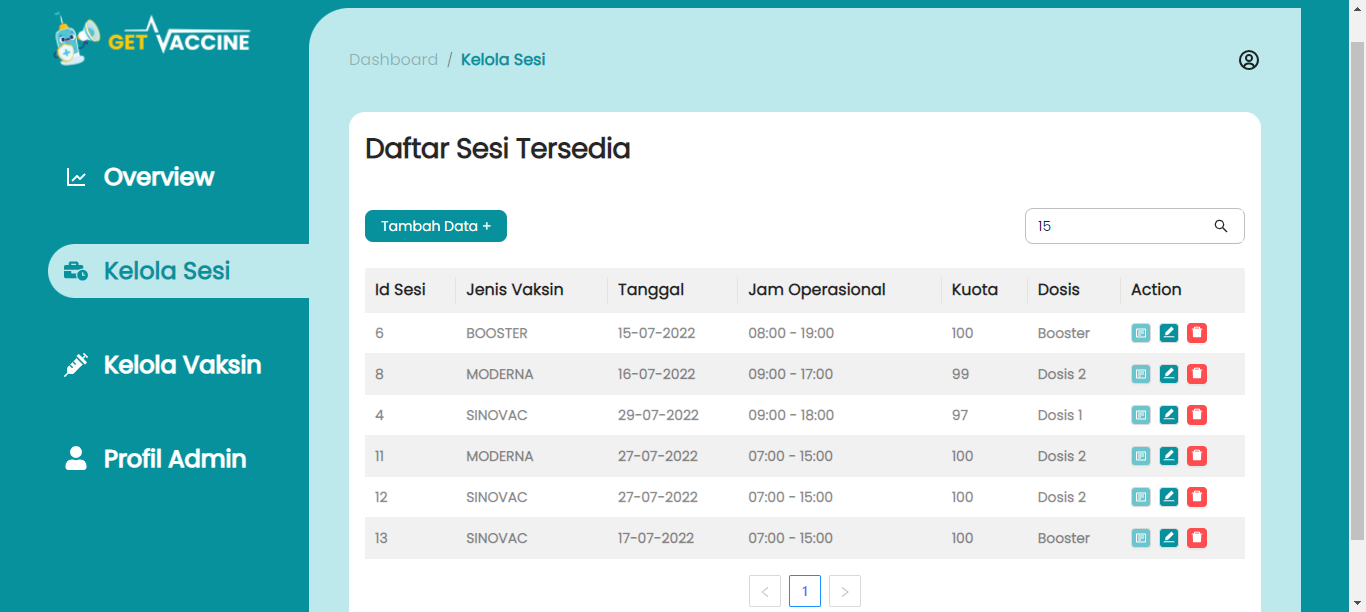 GET VACCINE
Dashboard / Kelola Sesi
Overview
Kelola Sesi
Kelola Vaksin
Profil Admin
Daftar Sesi Tersedia
Tambah Data +
15
Id Sesi Jenis Vaksin Tanggal Jam Operasional Kuota Dosis Action
6 BOOSTER 15-07-2022 08:00 - 19:00 100 Booster
8 MODERNA 16-07-2022 09:00 - 17:00 99 Dosis 2
4 SINOVAC 29-07-2022 09:00 - 18:00 97 Dosis 1
11 MODERNA 27-07-2022 07:00 - 15:00 100 Dosis 2
12 SINOVAC 27-07-2022 07:00 - 15:00 100 Dosis 2
13 SINOVAC 17-07-2022 07:00 - 15:00 100 Booster
< 1 >